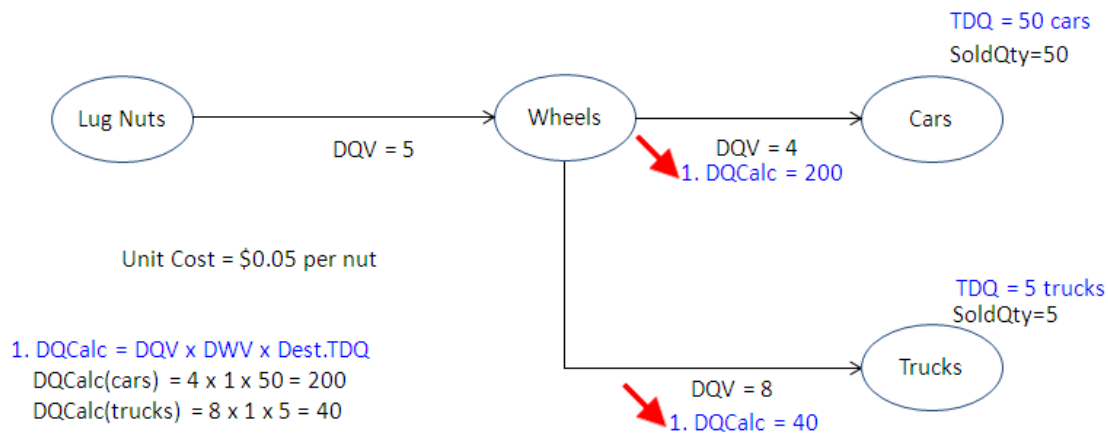 TDQ = 50 cars
SoldQty=50
Lug Nuts
Wheels
Cars
DQV = 5
DQV = 4
1. DQCalc = 200
Unit Cost = $0.05 per nut
TDQ = 5 trucks
SoldQty=5
1. DQCalc = DQV x DWV x Dest.TDQ
DQCalc(cars) = 4 x 1 x 50 = 200
DQCalc(trucks) = 8 x 1 x 5 = 40
Trucks
DQV = 8
1. DQCalc = 40